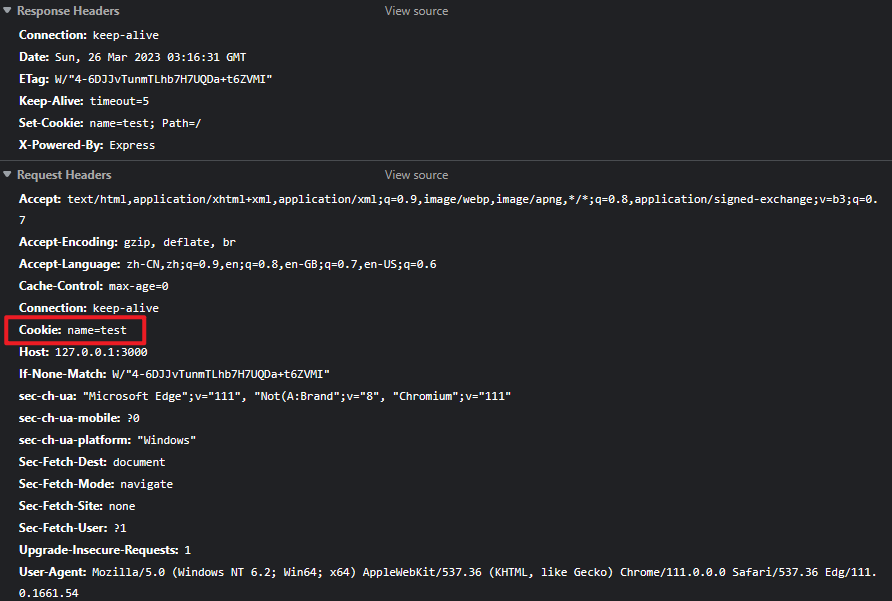 Response Headers View source
Connection: keep-alive
Date: Sun, 26 Mar 2023 03:16:31 GMT
ETag: W/"4-6DJJvTunmTLhb7H7UQDa+t6ZVMI"
Keep-Alive: timeout=5
Set-Cookie: name=test; Path=/
X-Powered-By: Express
Request Headers View source
Accept: text/html,application/xhtml+xml,application/xml;q=0.9,image/webp,image/apng,*/*;q=0.8,application/signed-exchange;v=b3;q=0.
7
Accept-Encoding: gzip, deflate, br
Accept-Language: zh-CN,zh;q=0.9,en;q=0.8,en-GB;q=0.7,en-US;q=0.6
Cache-Control: max-age=0
Connection: keep-alive
Cookie: name=test
Host: 127.0.0.1:3000
If-None-Match: W/"4-6DJJvTunmTLhb7H7UQDa+t6ZVMI"
sec-ch-ua: "Microsoft Edge";v="111", "Not(A:Brand";v="8", "Chromium";v="111"
sec-ch-ua-mobile: ?0
sec-ch-ua-platform: "Windows"
Sec-Fetch-Dest: document
Sec-Fetch-Mode: navigate
Sec-Fetch-Site: none
Sec-Fetch-User: ?1
Upgrade-Insecure-Requests: 1
User-Agent: Mozilla/5.0 (Windows NT 6.2; Win64; x64) AppleWebKit/537.36 (KHTML, like Gecko) Chrome/111.0.0.0 Safari/537.36 Edg/111.
0.1661.54